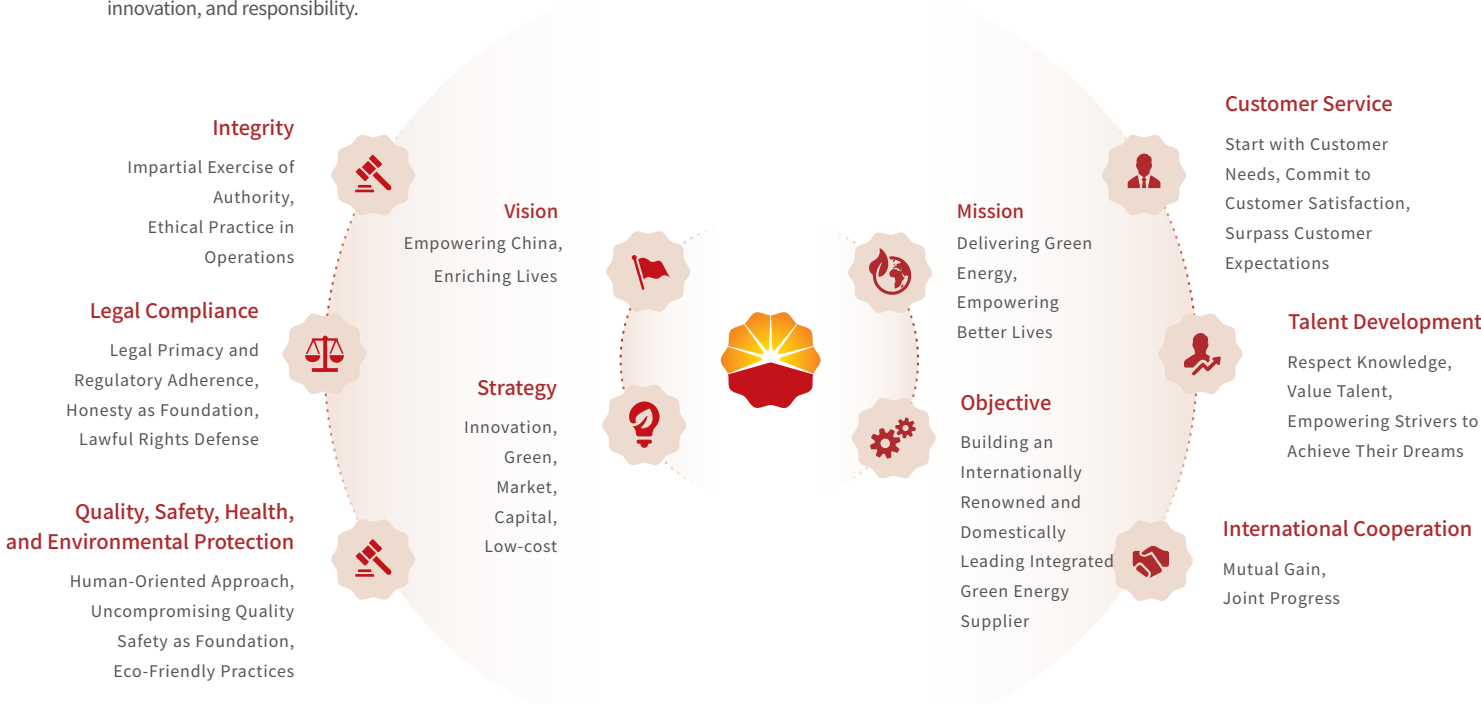 innovation, and responsibility.
Integrity
Impartial Exercise of
Authority,
Ethical Practice in
Operations
Legal Compliance
Legal Primacy and
Regulatory Adherence,
Honesty as Foundation,
Lawful Rights Defense
Quality, Safety, Health,
and Environmental Protection
Human-Oriented Approach,
Uncompromising Quality
Safety as Foundation,
Eco-Friendly Practices
Vision
Empowering China,
Enriching Lives
Strategy
Innovation,
Green,
Market,
Capital,
Low-cost
Mission
Delivering Green
Energy,
Empowering
Better Lives
Objective
Building an
Internationally
Renowned and
Domestically
Leading Integrated
Green Energy
Supplier
Customer Service
Start with Customer
Needs, Commit to
Customer Satisfaction,
Surpass Customer
Expectations
Talent Development
Respect Knowledge,
Value Talent,
Empowering Strivers to
Achieve Their Dreams
International Cooperation
Mutual Gain,
Joint Progress